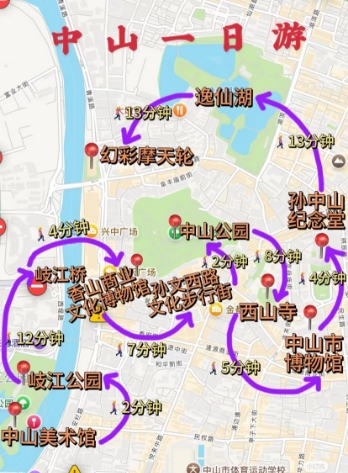 中山一日游
逸仙湖
13分钟
13分钟
幻彩摩天轮
孙中山
纪念堂
中山公园
4分钟
兴中广场
2分钟
8分钟
岐江桥
香山商业
文化博物馆
孙文西路
文化步行街
4分钟
西山寺
中山市
博物馆
12分钟
7分钟
5分钟
岐江公园
2分钟
中山美术馆
民权路
中山市体育运动学校